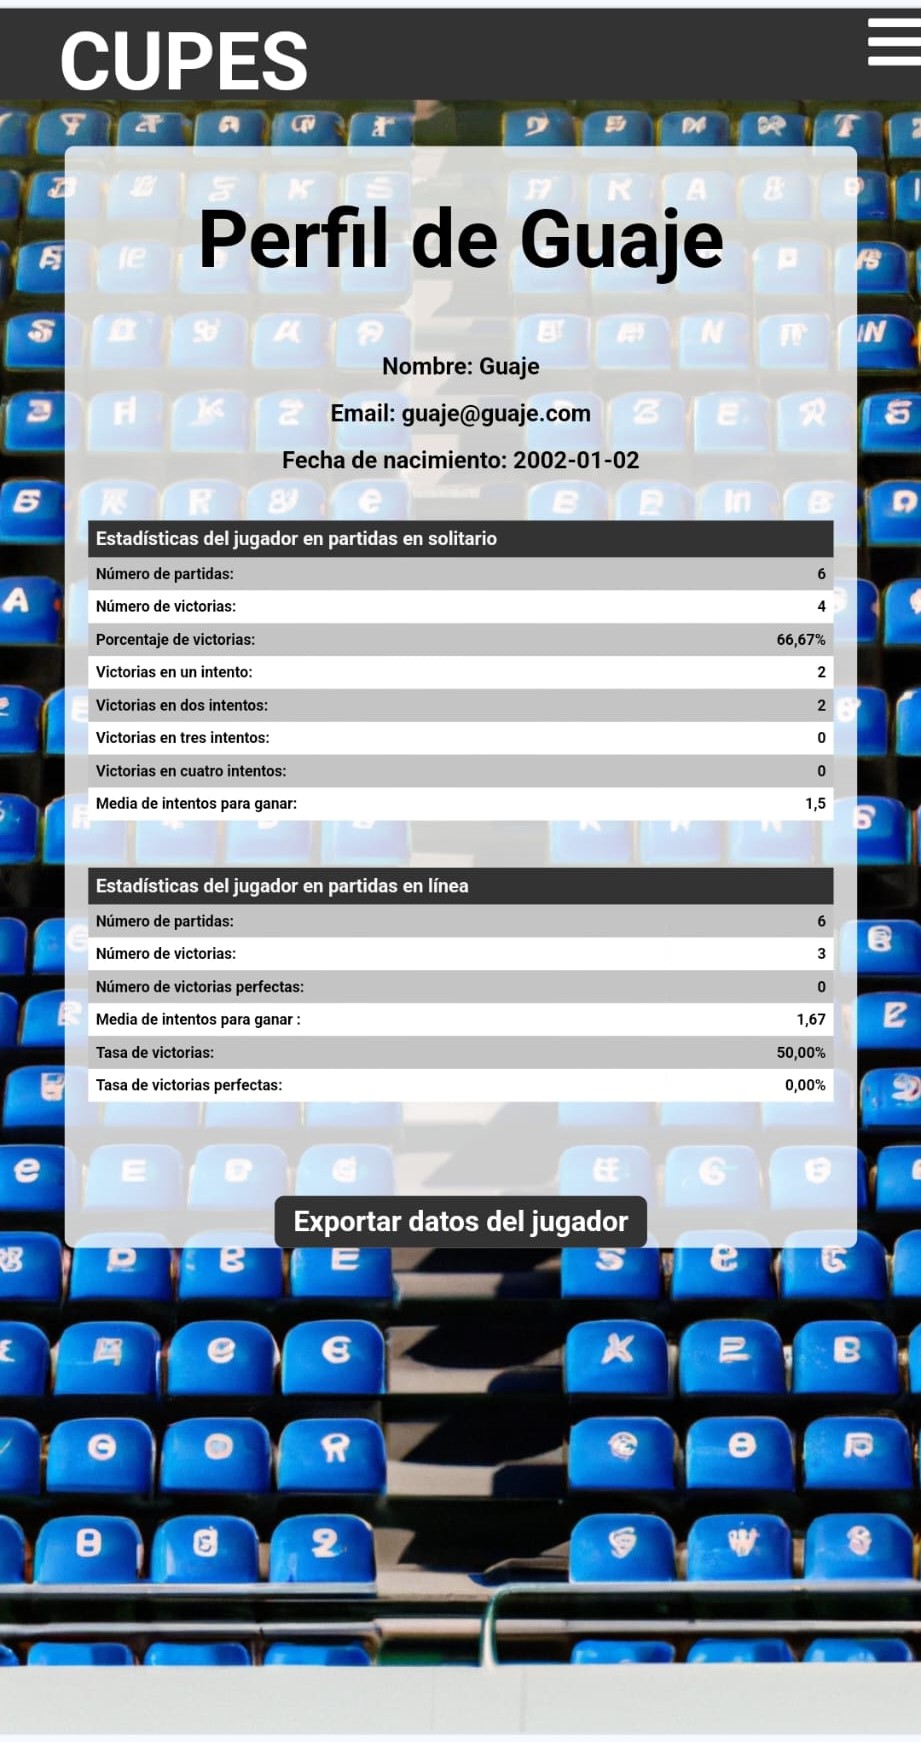 CUPES
Perfil de Guaje
Nombre: Guaje
Email: guaje@guaje.com
Fecha de nacimiento: 2002-01-02
Estadísticas del jugador en partidas en solitario
Número de partidas: 6
Número de victorias: 4
Porcentaje de victorias: 66,67%
Victorias en un intento: 2
Victorias en dos intentos: 2
Victorias en tres intentos: 0
Victorias en cuatro intentos: 0
Media de intentos para ganar: 1,5
Estadísticas del jugador en partidas en línea
Número de partidas: 6
Número de victorias: 3
Número de victorias perfectas: 0
Media de intentos para ganar : 1,67
Tasa de victorias: 50,00%
Tasa de victorias perfectas: 0,00%
Exportar datos del jugador